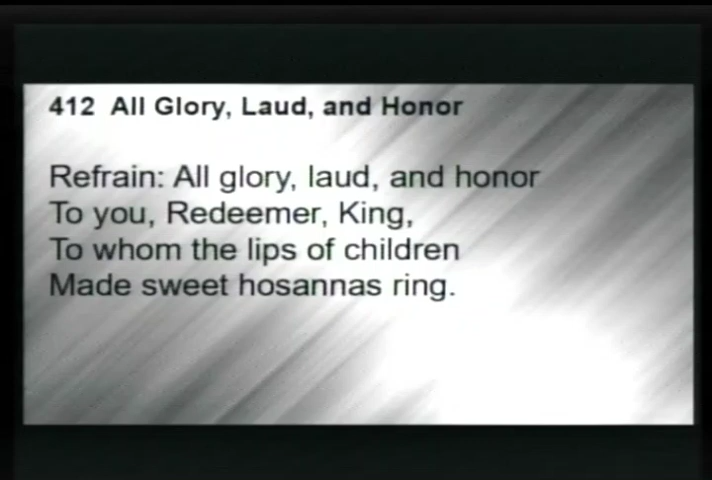 412 All Glory, Laud, and Honor
Refrain: All glory, laud, and honor
To you, Redeemer, King,
To whom the lips of children
Made sweet hosannas ring.